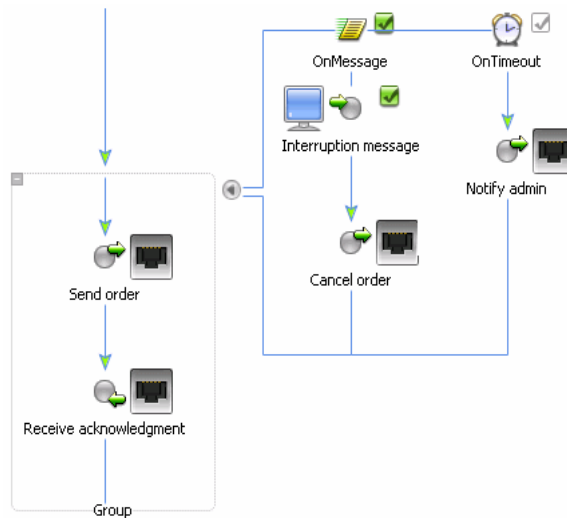 OnMessage
OnTimeout
Interruption message
Notify admin
Cancel order
Send order
Receive acknowledgment
Group